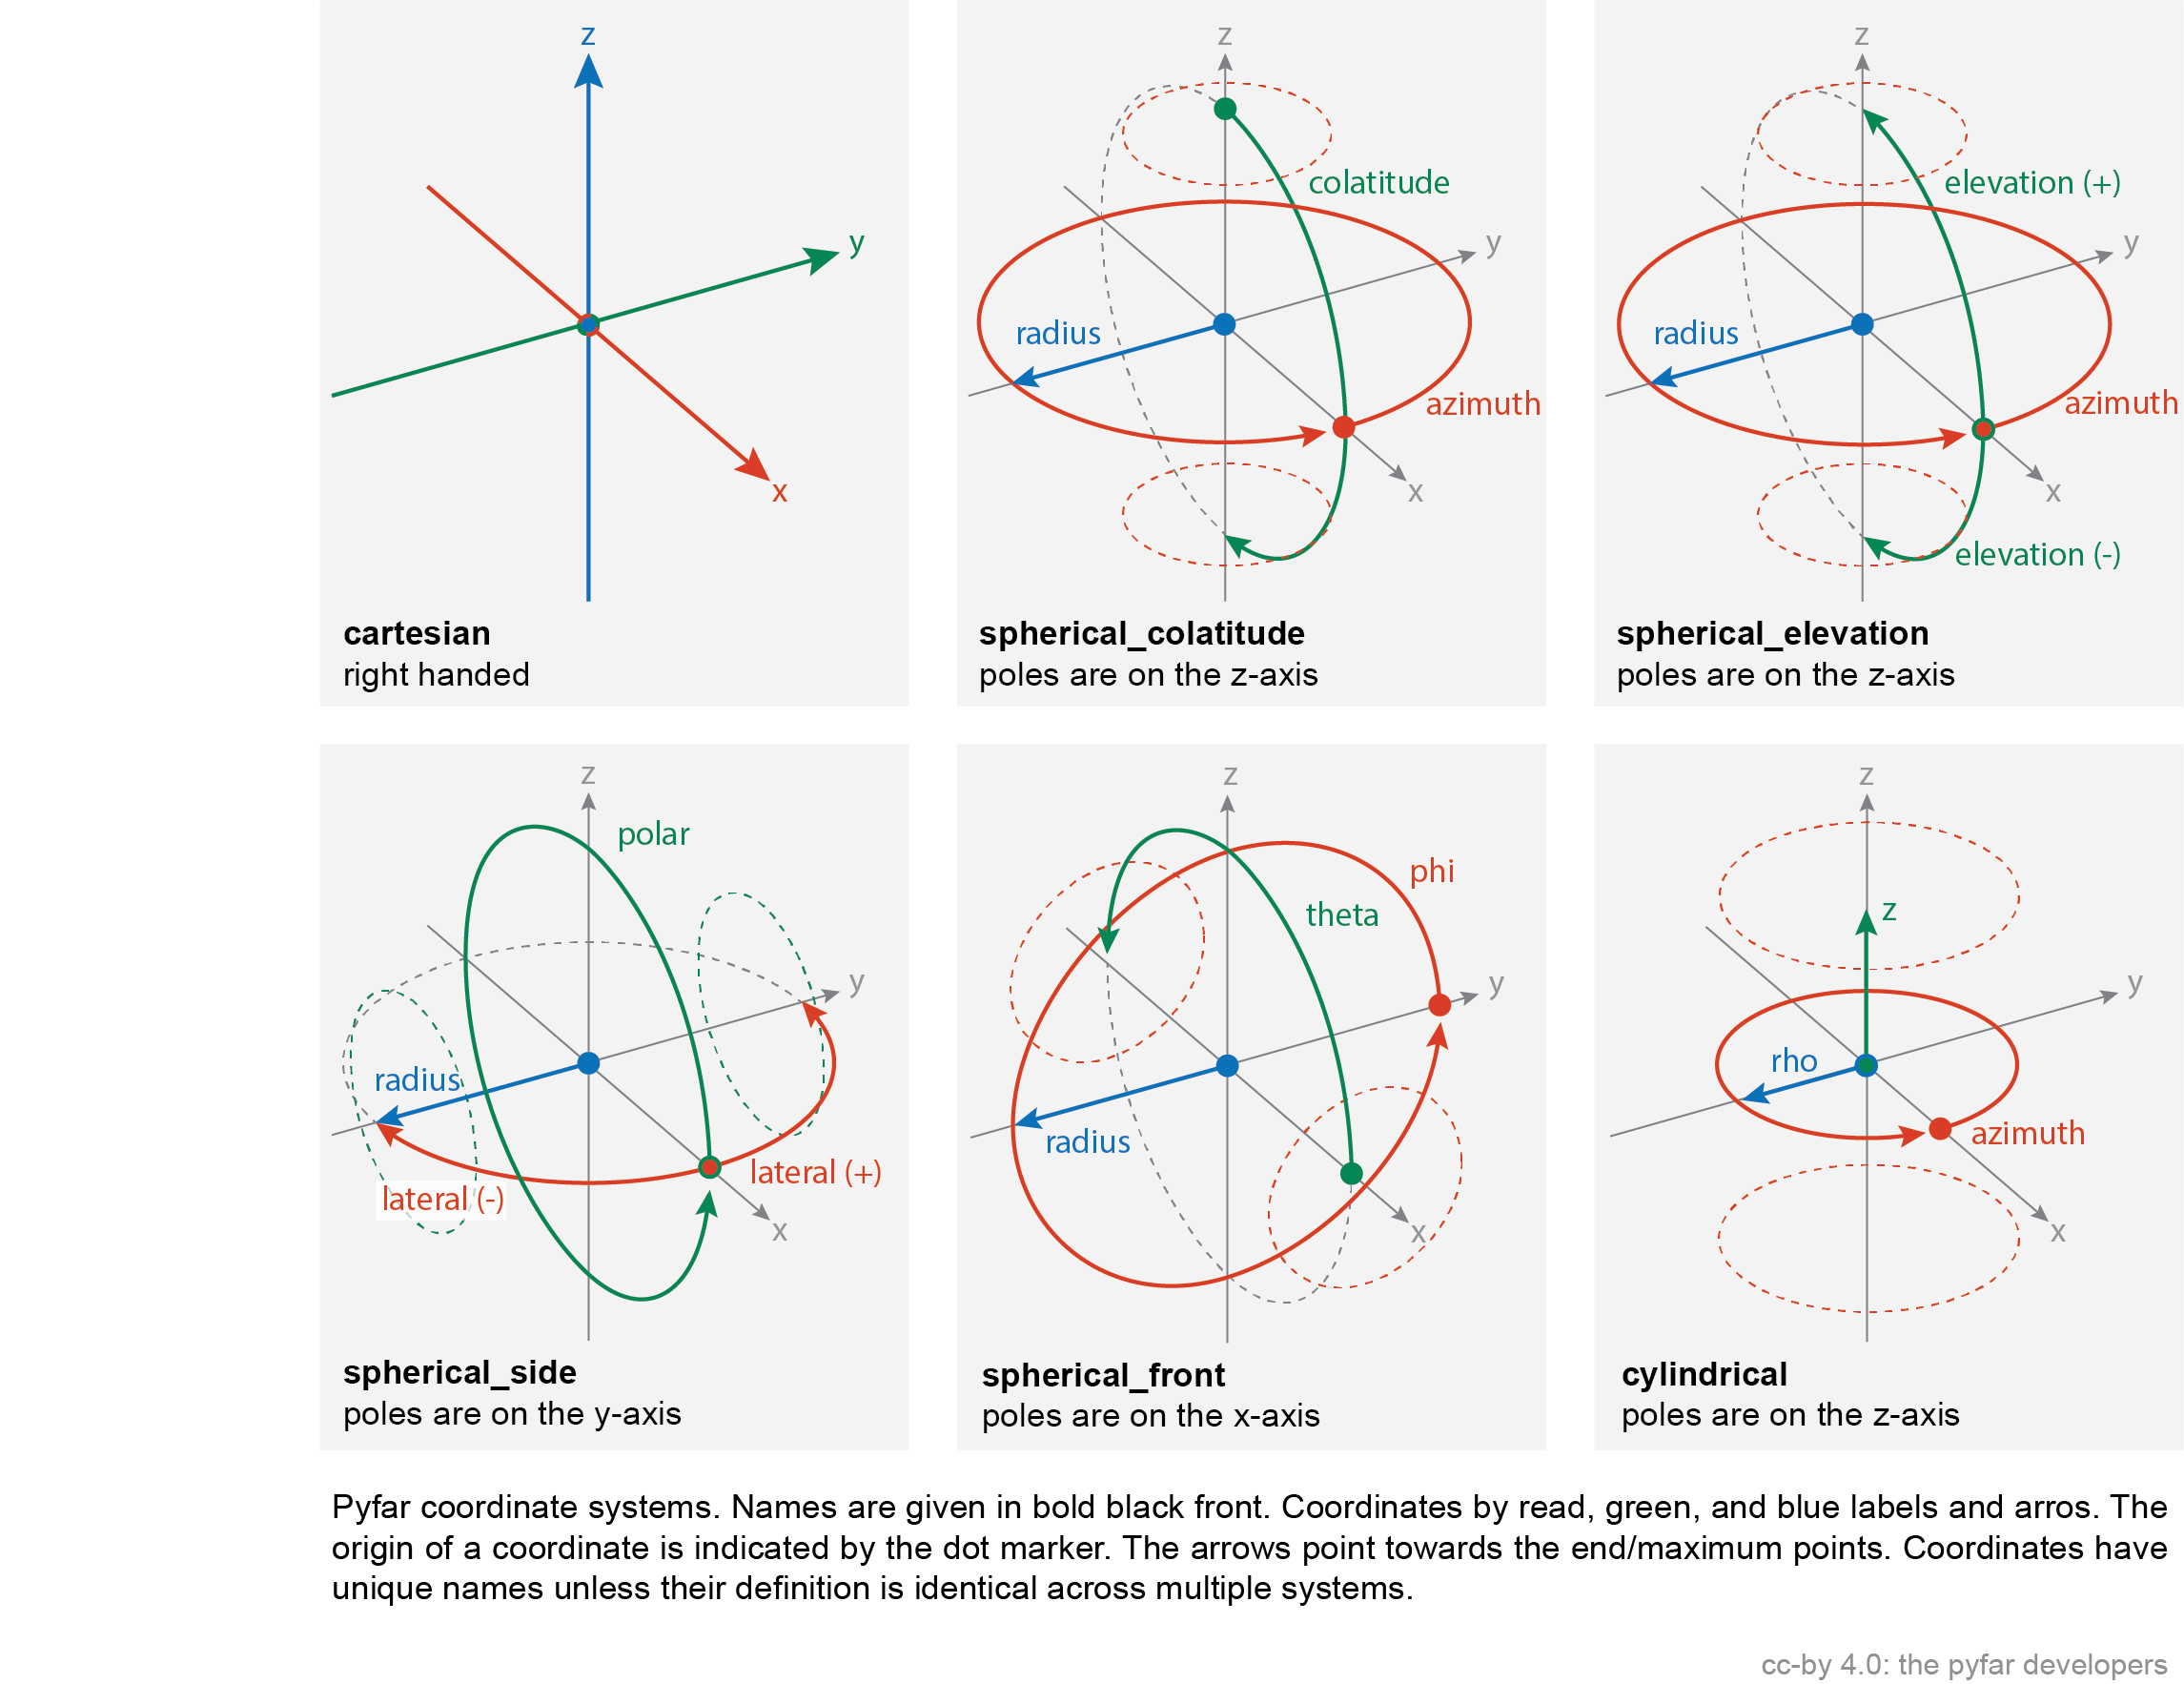 z
y
x
cartesian
right handed
z
colatitude
y
radius
azimuth
x
spherical_colatitude
poles are on the z-axis
z
elevation (+)
y
radius
azimuth
x
elevation (-)
spherical_elevation
poles are on the z-axis
z
polar
y
radius
lateral (+)
lateral (-)
x
spherical_side
poles are on the y-axis
z
phi
theta
y
radius
x
spherical_front
poles are on the x-axis
z
z
y
rho
azimuth
x
cylindrical
poles are on the z-axis
Pyfar coordinate systems. Names are given in bold black front. Coordinates by read, green, and blue labels and arros. The
origin of a coordinate is indicated by the dot marker. The arrows point towards the end/maximum points. Coordinates have
unique names unless their definition is identical across multiple systems.
cc-by 4.0: the pyfar developers